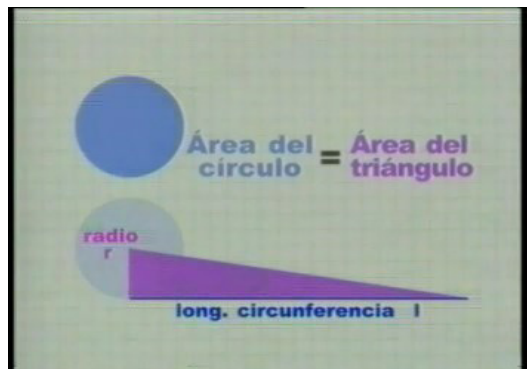 Área del
círculo
=
Área del
triángulo
radio
r
long. circunferencia l